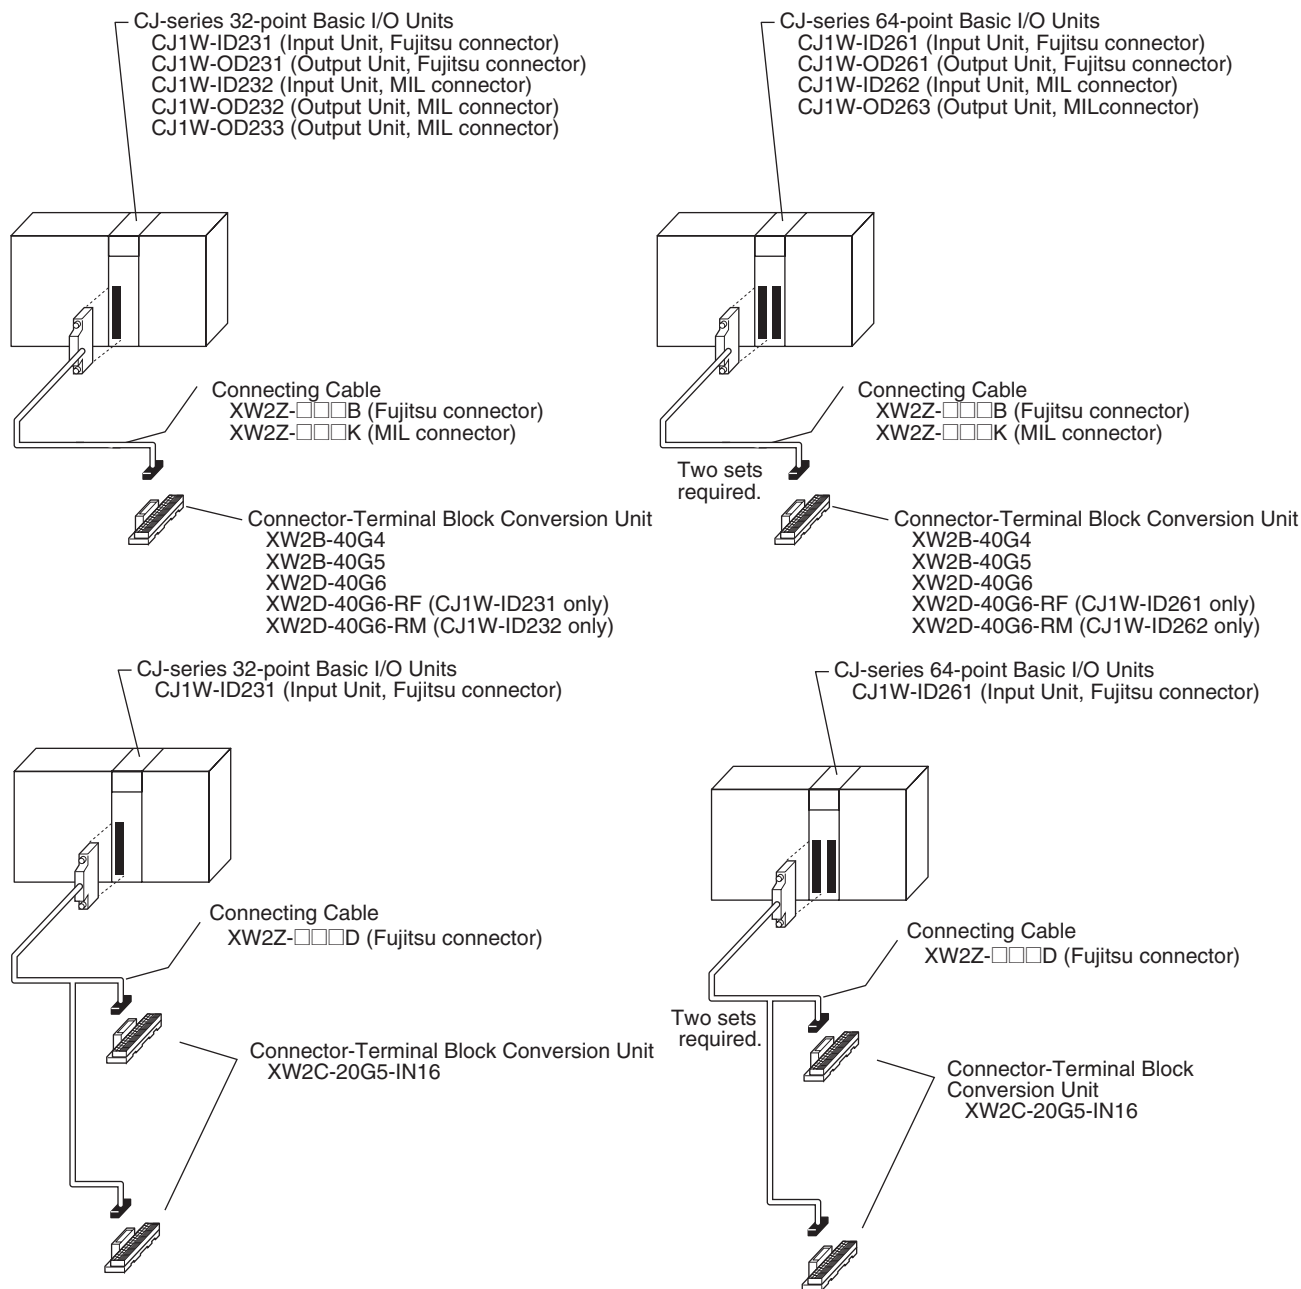 CJ-series 32-point Basic I/O Units
CJ1W-ID231 (Input Unit, Fujitsu connector)
CJ1W-OD231 (Output Unit, Fujitsu connector)
CJ1W-ID232 (Input Unit, MIL connector)
CJ1W-OD232 (Output Unit, MIL connector)
CJ1W-OD233 (Output Unit, MIL connector)
Connecting Cable
XW2Z-□□□B (Fujitsu connector)
XW2Z-□□□K (MIL connector)
Connector-Terminal Block Conversion Unit
XW2B-40G4
XW2B-40G5
XW2D-40G6
XW2D-40G6-RF (CJ1W-ID231 only)
XW2D-40G6-RM (CJ1W-ID232 only)
CJ-series 64-point Basic I/O Units
CJ1W-ID261 (Input Unit, Fujitsu connector)
CJ1W-OD261 (Output Unit, Fujitsu connector)
CJ1W-ID262 (Input Unit, MIL connector)
CJ1W-OD263 (Output Unit, MILconnector)
Connecting Cable
XW2Z-□□□B (Fujitsu connector)
XW2Z-□□□K (MIL connector)
Two sets
required.
Connector-Terminal Block Conversion Unit
XW2B-40G4
XW2B-40G5
XW2D-40G6
XW2D-40G6-RF (CJ1W-ID261 only)
XW2D-40G6-RM (CJ1W-ID262 only)
CJ-series 32-point Basic I/O Units
CJ1W-ID231 (Input Unit, Fujitsu connector)
Connecting Cable
XW2Z-□□□D (Fujitsu connector)
Connector-Terminal Block Conversion Unit
XW2C-20G5-IN16
CJ-series 64-point Basic I/O Units
CJ1W-ID261 (Input Unit, Fujitsu connector)
Connecting Cable
XW2Z-□□□D (Fujitsu connector)
Two sets
required.
Connector-Terminal Block
Conversion Unit
XW2C-20G5-IN16